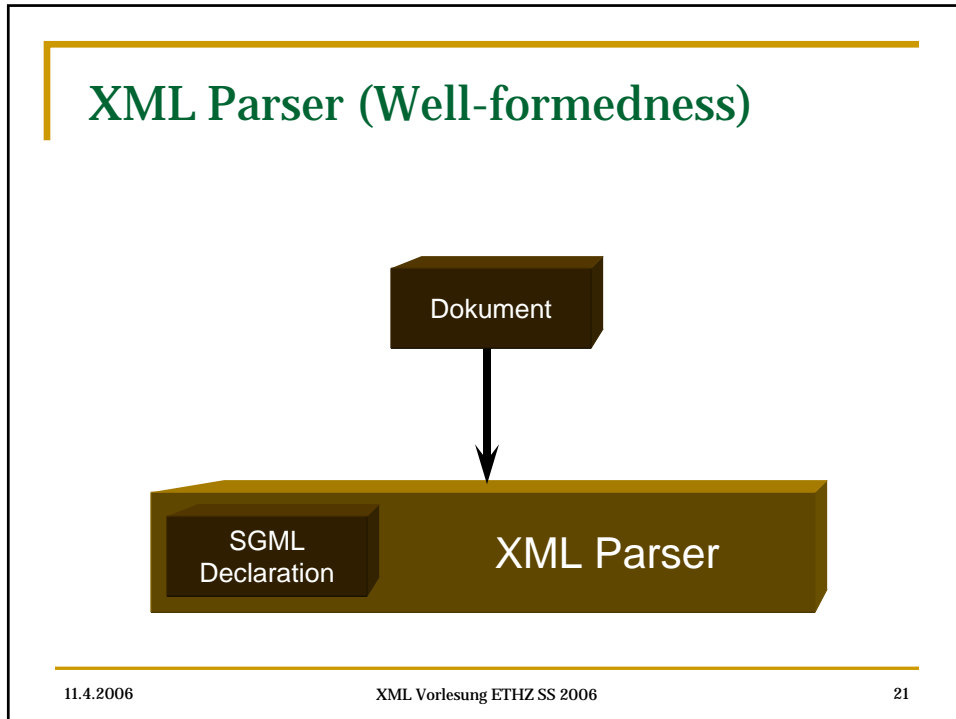 XML Parser (Well-formedness)
Dokument
SGML
Declaration
XML Parser
11.4.2006
XML Vorlesung ETHZ SS 2006
21